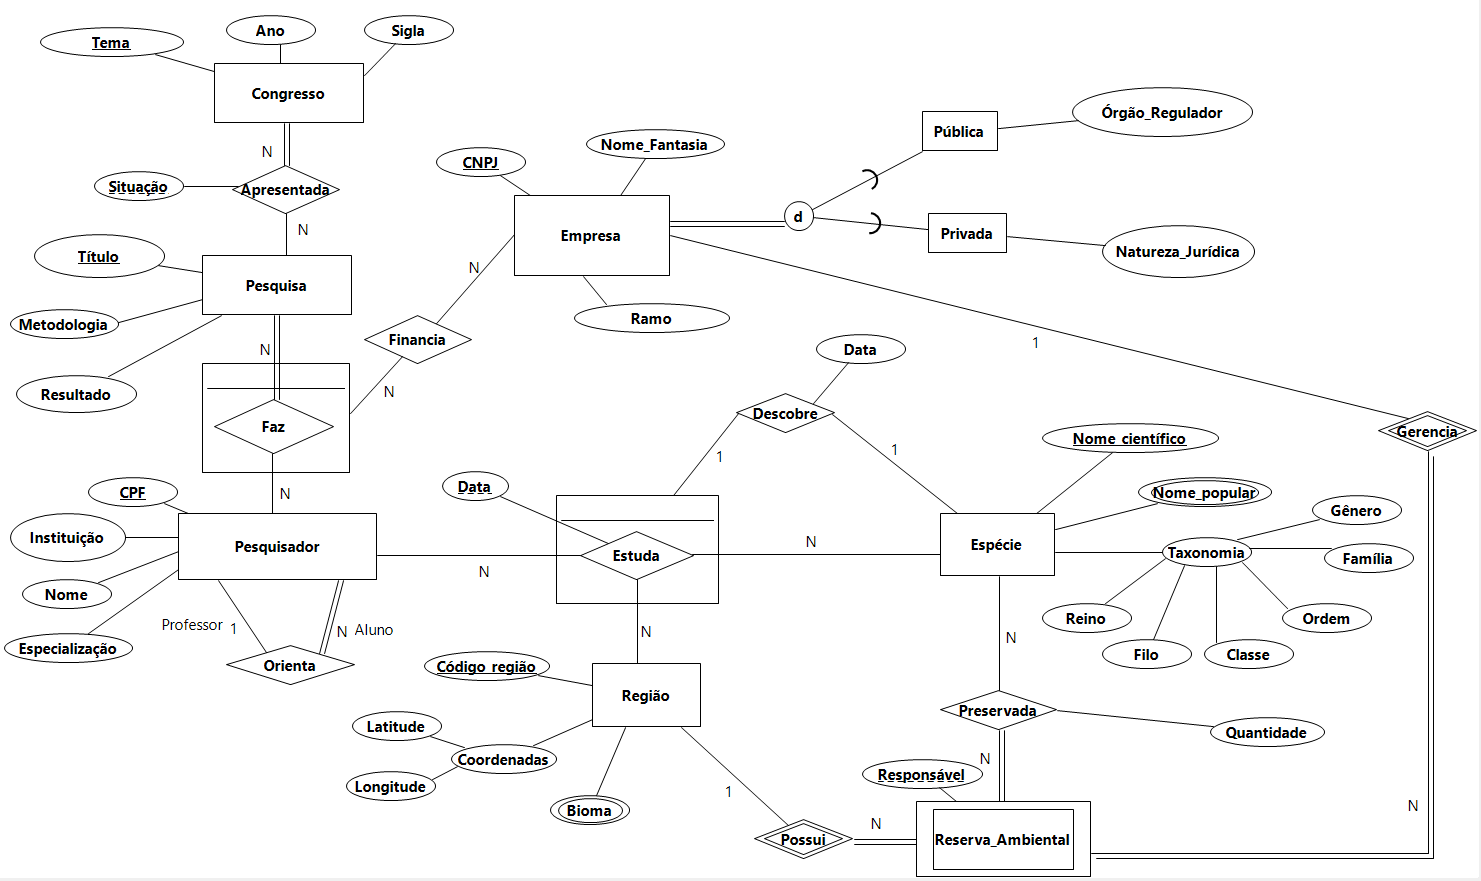 Tema
Ano
Sigla
Congresso
N
Situação
Apresentada
N
Título
Pesquisa
Metodologia
Resultado
N
Faz
N
CPF
Instituição
Pesquisador
Nome
Especialização
Professor
1
N
Aluno
Orienta
CNPJ
Nome_Fantasia
Empresa
Ramo
N
Financia
N
d
Pública
Órgão_Regulador
Privada
Natureza_Jurídica
1
Gerencia
N
Data
Descobre
1
1
Data
Estuda
N
N
N
Nome_científico
Nome_popular
Espécie
Taxonomia
Gênero
Família
Ordem
Classe
Filo
Reino
N
Preservada
Quantidade
N
Código_região
Região
Latitude
Coordenadas
Longitude
Bioma
1
Possui
N
Responsável
Reserva_Ambiental